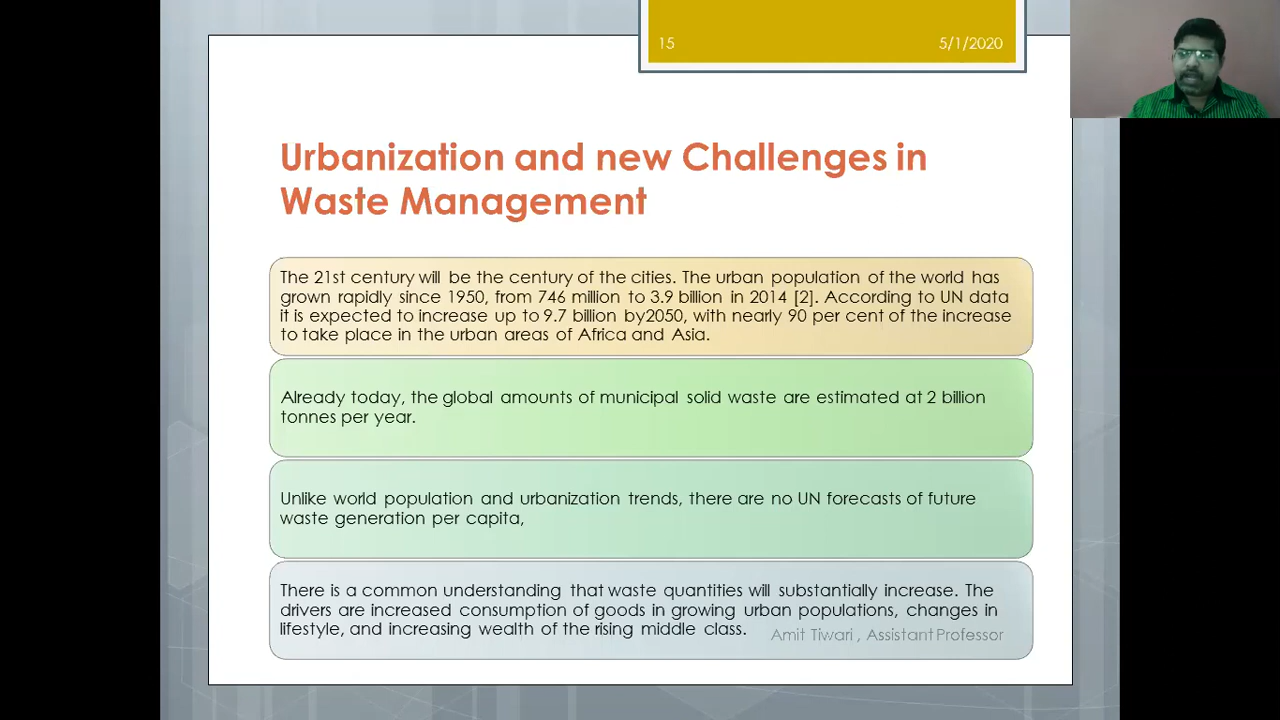 15 5/1/2020
Urbanization and new Challenges in
Waste Management
The 21st century will be the century of the cities. The urban population of the world has
grown rapidly since 1950, from 746 million to 3.9 billion in 2014 [2]. According to UN data
it is expected to increase up to 9.7 billion by2050, with nearly 90 per cent of the increase
to take place in the urban areas of Africa and Asia.
Already today, the global amounts of municipal solid waste are estimated at 2 billion
tonnes per year.
Unlike world population and urbanization trends, there are no UN forecasts of future
waste generation per capita,
There is a common understanding that waste quantities will substantially increase. The
drivers are increased consumption of goods in growing urban populations, changes in
lifestyle, and increasing wealth of the rising middle class.
Amit Tiwari , Assistant Professor